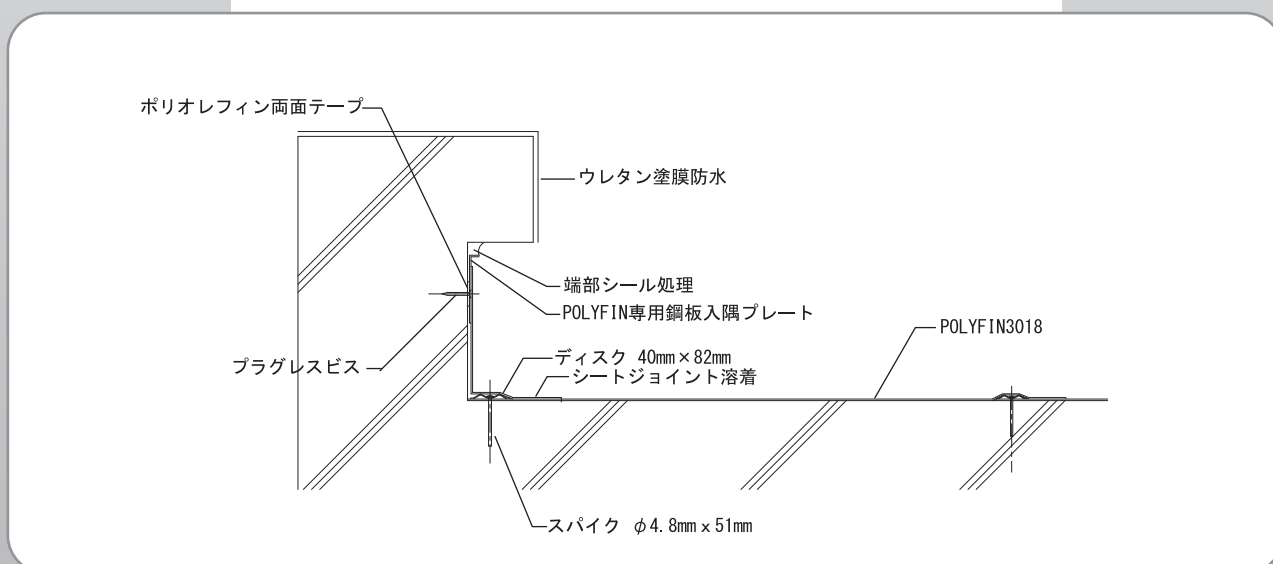 ポリオレフィン両面テープ
ウレタン塗膜防水
端部シール処理
POLYFIN専用鋼板入隅プレート
POLYFIN3018
ディスク 40mm×82mm
プラグレスビス
シートジョイント溶着
スパイク φ4.8mm x 51mm